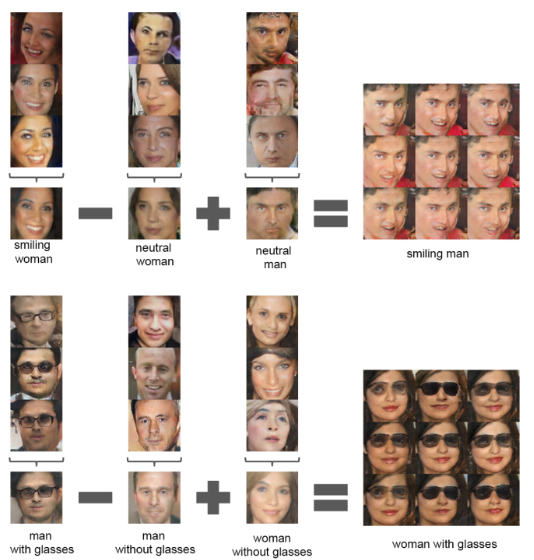 smiling
woman
neutral
woman
neutral
man
smiling man
man
with glasses
man
without glasses
woman
without glasses
woman with glasses